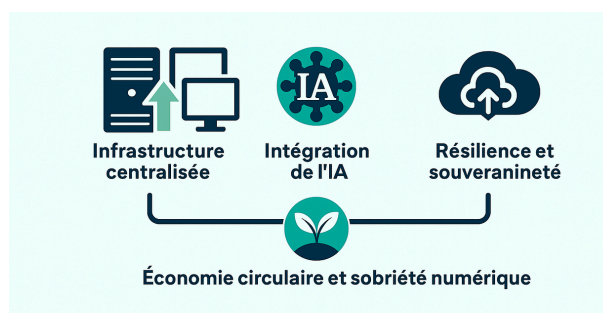 IA
Infrastructure
centralisée
Intégration
de l'IA
Résilience et
souveranineté
Économie circulaire et sobriété numérique